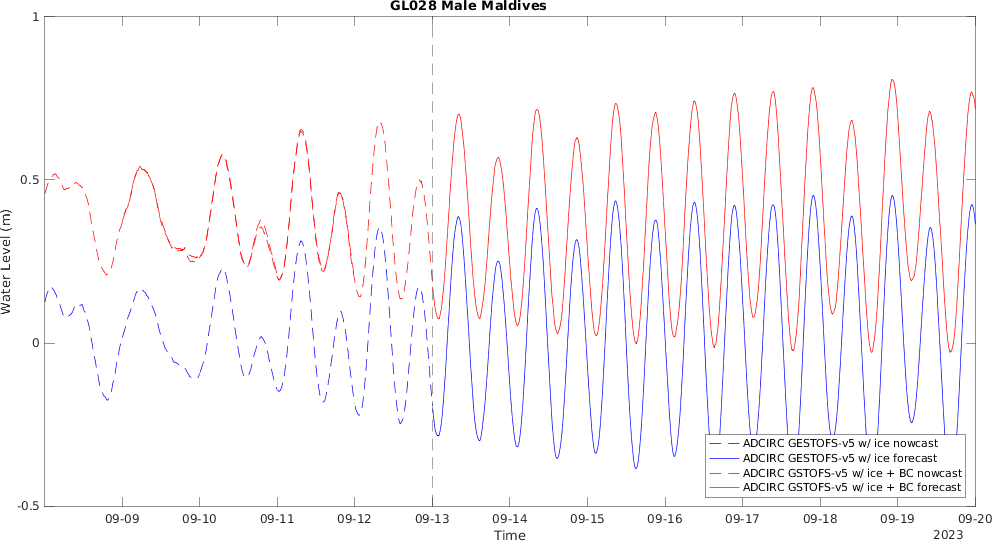 GL028 Male Maldives
1
0.5
0
-0.5
Water Level (m)
09-09 09-10 09-11 09-12 09-13 09-14 09-15 09-16 09-17 09-18 09-19 09-20
Time
2023
ADCIRC GESTOFS-v5 w/ ice nowcast
ADCIRC GESTOFS-v5 w/ ice forecast
ADCIRC GSTOFS-v5 w/ ice + BC nowcast
ADCIRC GSTOFS-v5 w/ ice + BC forecast